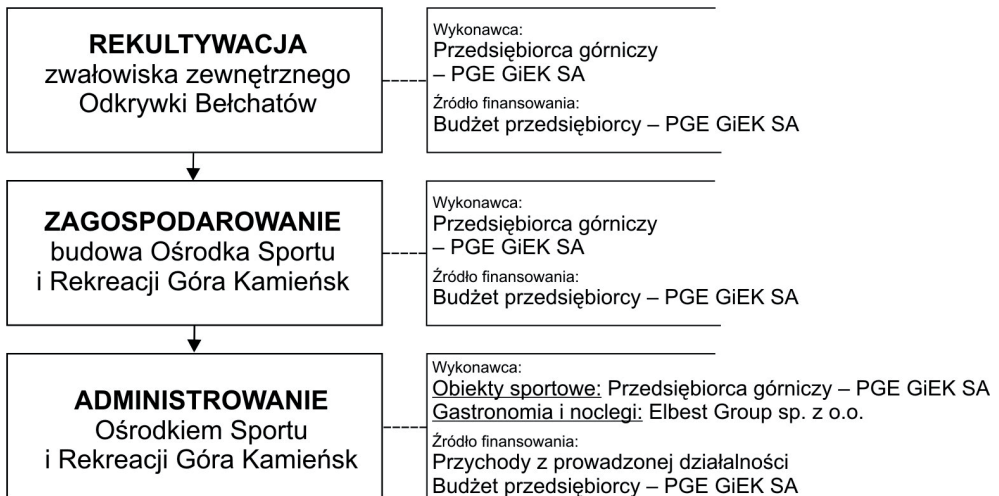 REKULTYWACJA
zwałowiska zewnętrznego
Odkrywki Bełchatów
Wykonawca:
Przedsiębiorca górniczy
– PGE GiEK SA
Źródło finansowania:
Budżet przedsiębiorcy – PGE GiEK SA
ZAGOSPODAROWANIE
budowa Ośrodka Sportu
i Rekreacji Góra Kamieńsk
Wykonawca:
Przedsiębiorca górniczy
– PGE GiEK SA
Źródło finansowania:
Budżet przedsiębiorcy – PGE GiEK SA
ADMINISTROWANIE
Ośrodkiem Sportu
i Rekreacji Góra Kamieńsk
Wykonawca:
Obiekty sportowe: Przedsiębiorca górniczy – PGE GiEK SA
Gastronomia i noclegi: Elbest Group sp. z o.o.
Źródło finansowania:
Przychody z prowadzonej działalności
Budżet przedsiębiorcy – PGE GiEK SA